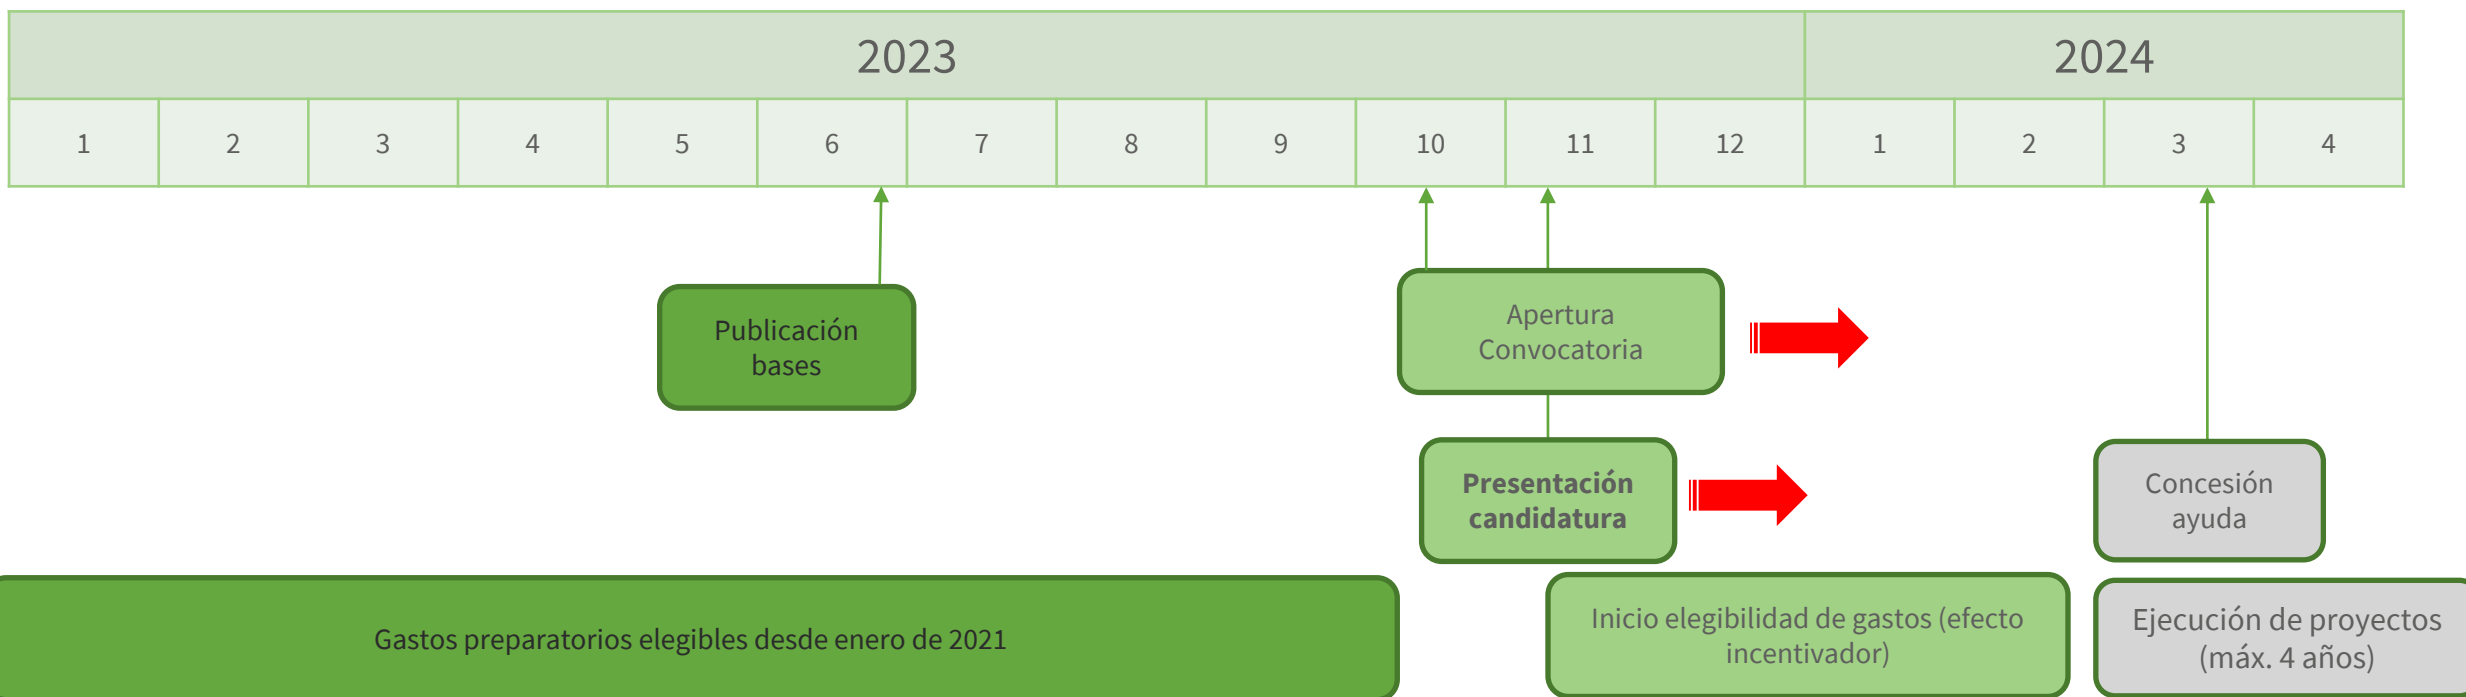 2023
2024
1
2
3
4
5
6
7
8
9
10
11
12
1
2
3
4
Publicación
bases
Apertura
Convocatoria
Presentación
candidatura
Concesión
ayuda
Gastos preparatorios elegibles desde enero de 2021
Inicio elegibilidad de gastos (efecto
incentivador)
Ejecución de proyectos
(máx. 4 años)